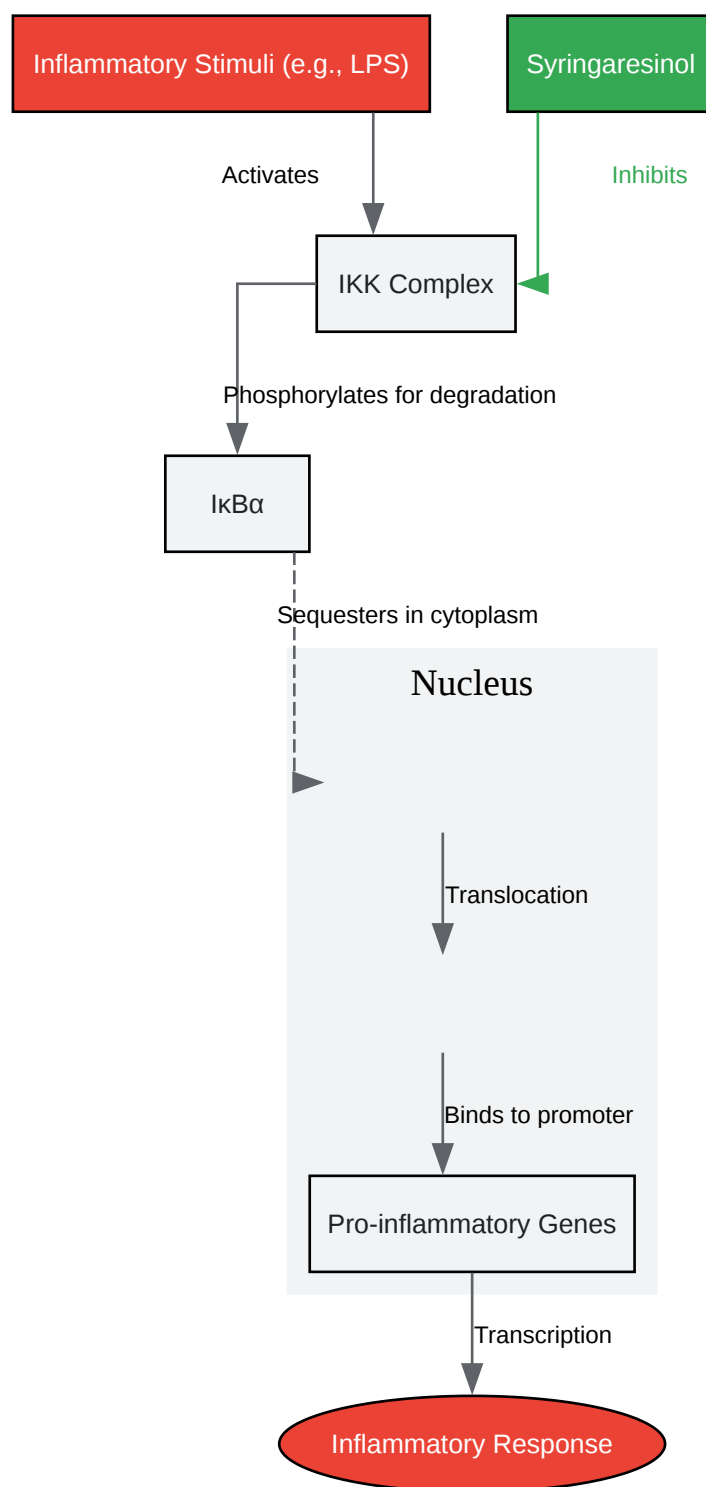 Inflammatory Stimuli (e.g., LPS)
Syringaresinol
Activates
Inhibits
IKK Complex
Phosphorylates for degradation
IκBα
Sequesters in cytoplasm
Nucleus
Translocation
Binds to promoter
Pro-inflammatory Genes
Transcription
Inflammatory Response